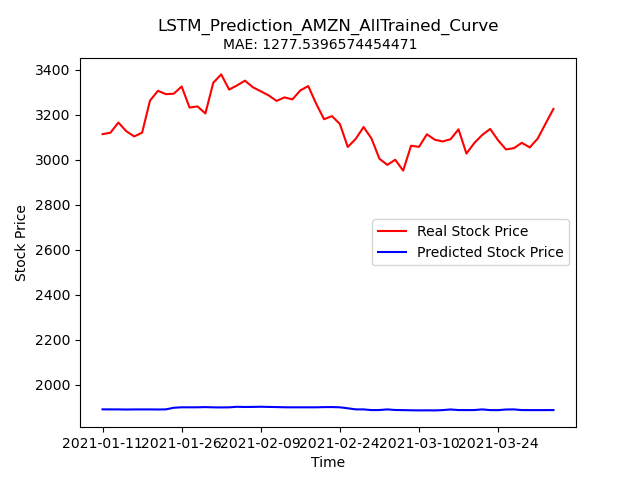 LSTM_Prediction_AMZN_AllTrained_Curve
MAE: 1277.5396574454471
3400
3200
3000
2800
2600
2400
2200
2000
Stock Price
Real Stock Price
Predicted Stock Price
2021-01-11 2021-01-26 2021-02-09 2021-02-24 2021-03-10 2021-03-24
Time